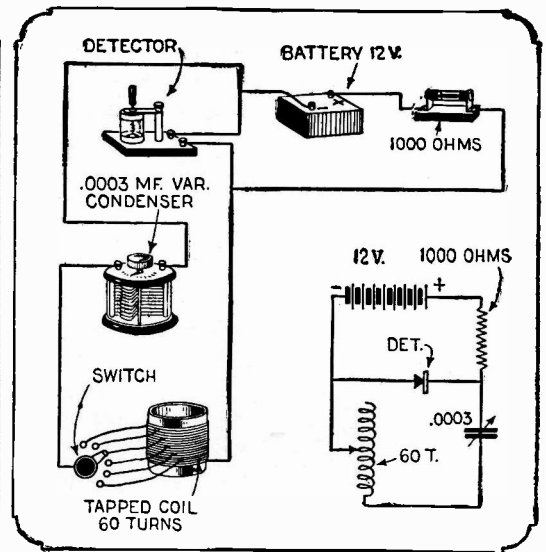 DETECTOR
BATTERY 12V.
- +
1000 OHMS
.0003 MF. VAR.
CONDENSER
12V.
1000 OHMS
- +
DET.
SWITCH
.0003
60 T.
TAPPED COIL
60 TURNS